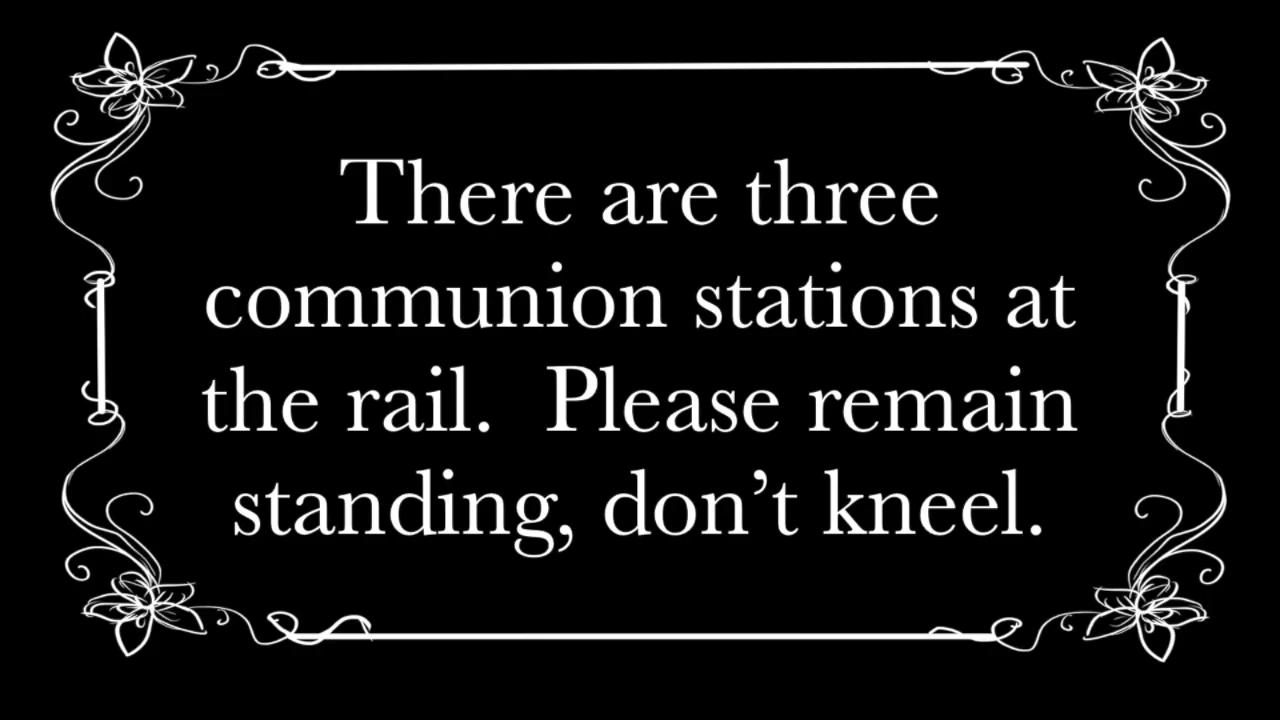 There are three
communion stations at
the rail.  Please remain
standing, don’t kneel.